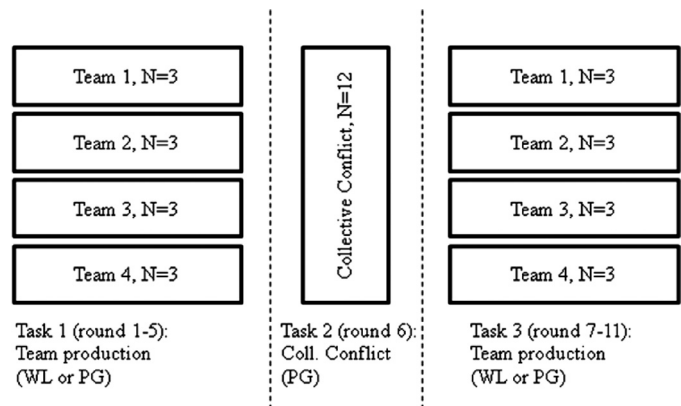 Team 1, N=3
Team 2, N=3
Team 3, N=3
Team 4, N=3
Task 1 (round 1-5):
Team production
(WL or PG)
Collective Conflict, N=12
Task 2 (round 6):
Coll. Conflict
(PG)
Team 1, N=3
Team 2, N=3
Team 3, N=3
Team 4, N=3
Task 3 (round 7-11):
Team production
(WL or PG)